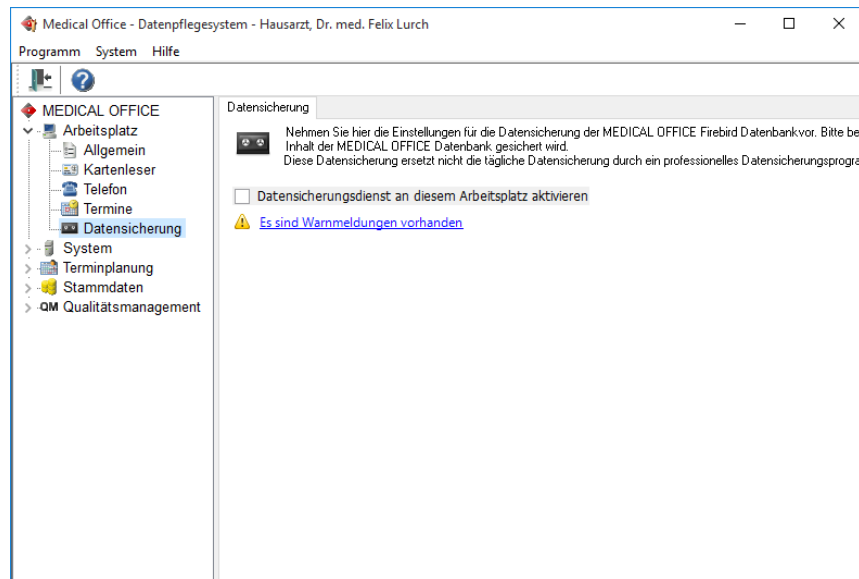 Medical Office - Datenpflegesystem - Hausarzt, Dr. med. Felix Lurch
Programm System Hilfe
MEDICAL OFFICE
Arbeitsplatz
Allgemein
Kartenleser
Telefon
Termine
Datensicherung
System
Terminplanung
Stammdaten
QM Qualitätsmanagement
Datensicherung
Nehmen Sie hier die Einstellungen für die Datensicherung der MEDICAL OFFICE Firebird Datenbankvor. Bitte be
Inhalt der MEDICAL OFFICE Datenbank gesichert wird.
Diese Datensicherung ersetzt nicht die tägliche Datensicherung durch ein professionelles Datensicherungsprogra
Datensicherungsdienst an diesem Arbeitsplatz aktivieren
Es sind Warnmeldungen vorhanden